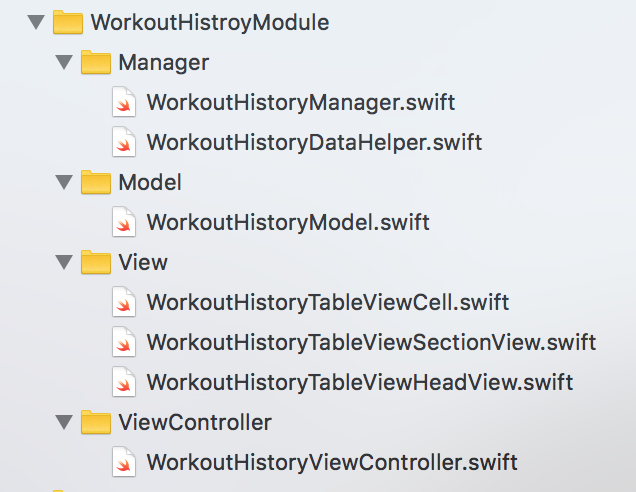 WorkoutHistroyModule
Manager
WorkoutHistoryManager.swift
WorkoutHistoryDataHelper.swift
Model
WorkoutHistoryModel.swift
View
WorkoutHistoryTableViewCell.swift
WorkoutHistoryTableViewSectionView.swift
WorkoutHistoryTableViewHeadView.swift
ViewController
WorkoutHistoryViewController.swift